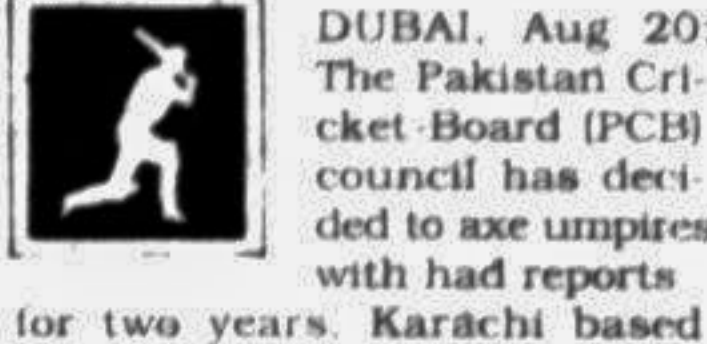 DUBAI, Aug 20:
The Pakistan Cri-
cket Board (PCB)
council has deci-
ded to axe umpires
with had reports
for two years. Karachi based